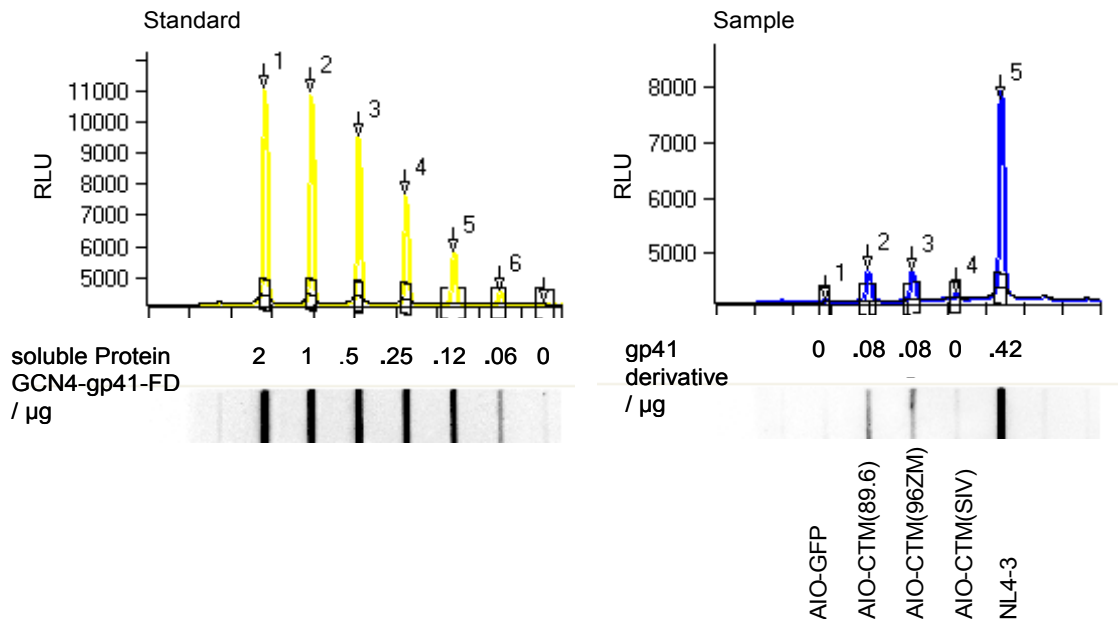 Standard
RLU
11000
10000
9000
8000
7000
6000
5000
1
2
3
4
5
6
soluble Protein 2 1 .5 .25 .12 .06 0
GCN4-gp41-FD
/ µg
Sample
RLU
8000
7000
6000
5000
1
2
3
4
5
gp41 0 .08 .08 0 .42
derivative
/ µg
AIO-GFP
AIO-CTM(89.6)
AIO-CTM(96ZM)
AIO-CTM(SIV)
NL4-3